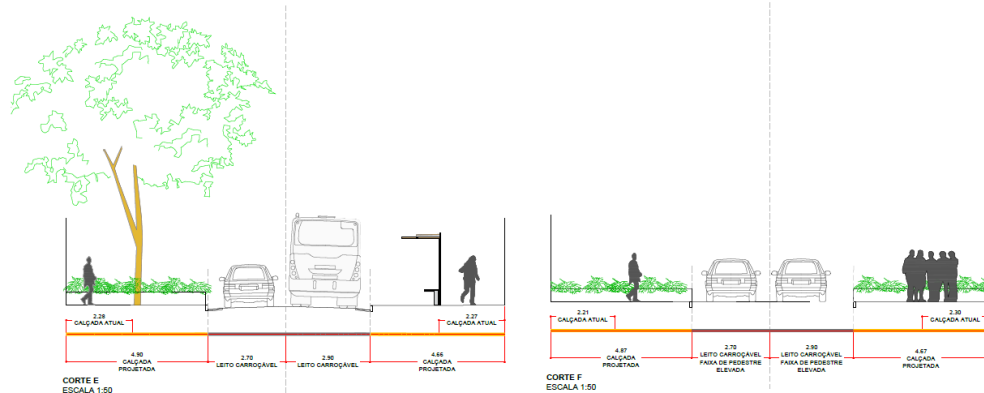 2.28
CALÇADA ATUAL
2.27
CALÇADA ATUAL
4.90
CALÇADA
PROJETADA
2.70
LEITO CARROÇÁVEL
2.90
LEITO CARROÇÁVEL
4.66
CALÇADA
PROJETADA
CORTE E
ESCALA 1:50
2.21
CALÇADA ATUAL
2.30
CALÇADA ATUAL
4.97
CALÇADA
PROJETADA
2.70
LEITO CARROÇÁVEL
FAIXA DE PEDESTRE
ELEVADA
2.90
LEITO CARROÇÁVEL
FAIXA DE PEDESTRE
ELEVADA
4.67
CALÇADA
PROJETADA
CORTE F
ESCALA 1:50